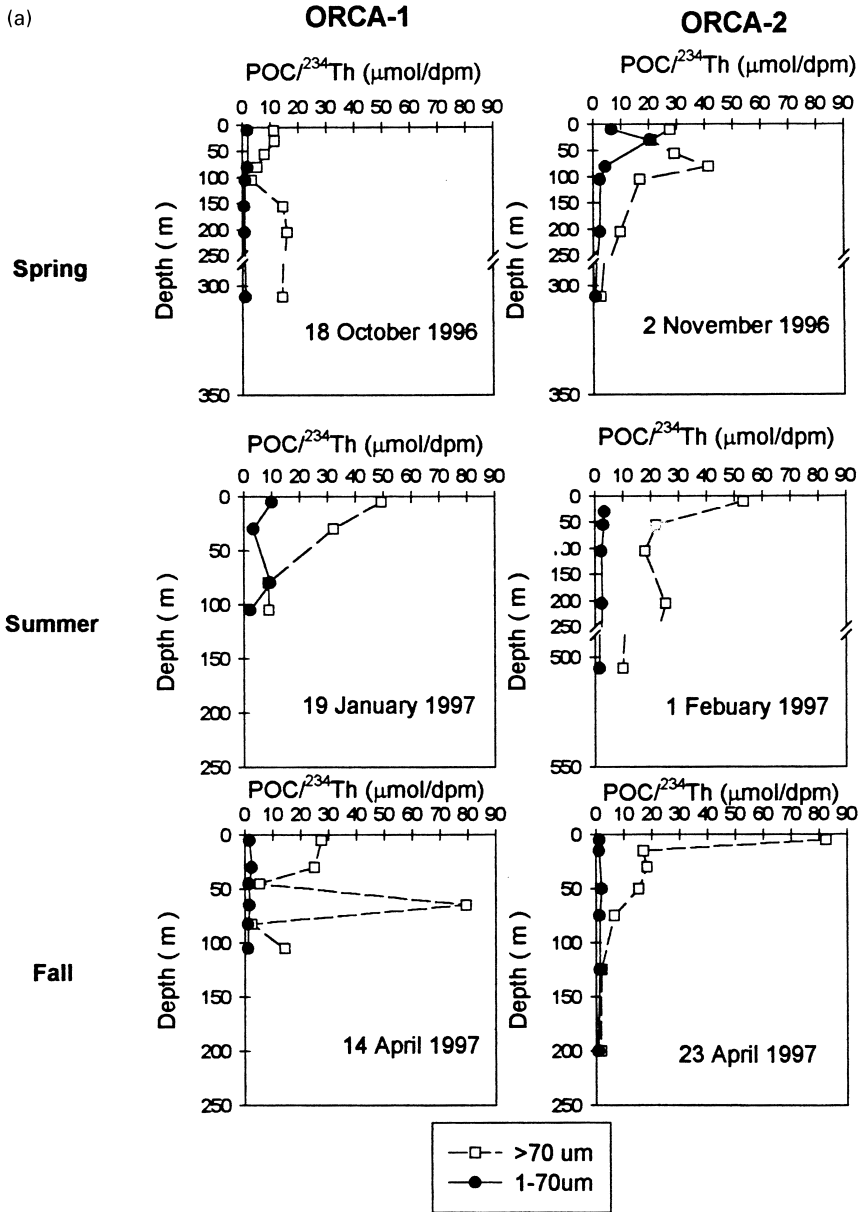 (a)
ORCA-1 ORCA-2
POC/²³⁴Th (μmol/dpm) POC/²³⁴Th (μmol/dpm)
0 10 20 30 40 50 60 70 80 90 0 10 20 30 40 50 60 70 80 90
Spring
Depth ( m )
0
50
100
150
200
250
300
350
18 October 1996
Depth ( m )
0
50
100
150
200
250
300
350
2 November 1996
POC/²³⁴Th (μmol/dpm) POC/²³⁴Th (μmol/dpm)
0 10 20 30 40 50 60 70 80 90 0 10 20 30 40 50 60 70 80 90
Summer
Depth ( m )
0
50
100
150
200
250
19 January 1997
Depth ( m )
0
50
100
150
200
250
500
550
1 Febuary 1997
POC/²³⁴Th (μmol/dpm) POC/²³⁴Th (μmol/dpm)
0 10 20 30 40 50 60 70 80 90 0 10 20 30 40 50 60 70 80 90
Fall
Depth ( m )
0
50
100
150
200
250
14 April 1997
Depth ( m )
0
50
100
150
200
250
23 April 1997
>70 um
1-70um